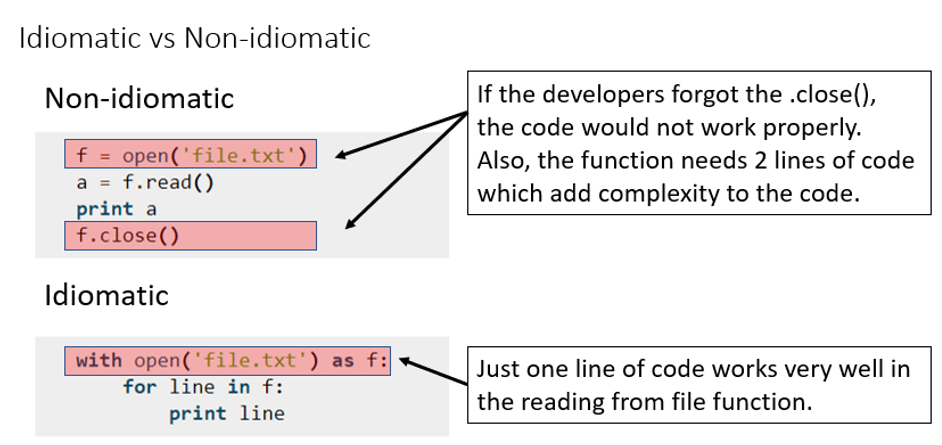 Idiomatic vs Non-idiomatic
Non-idiomatic
f = open('file.txt')
a = f.read()
print a
f.close()
If the developers forgot the .close(),
the code would not work properly.
Also, the function needs 2 lines of code
which add complexity to the code.
Idiomatic
with open('file.txt') as f:
    for line in f:
        print line
Just one line of code works very well in
the reading from file function.